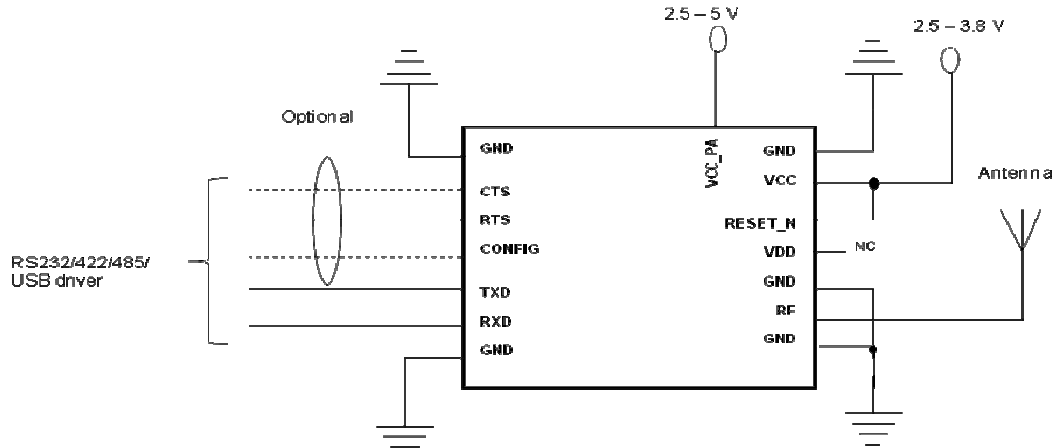 2.5 – 5 V
2.5 – 3.8 V
Optional
Antenna
RS232/422/485/
USB driver
GND
CTS
RTS
CONFIG
TXD
RXD
GND
VCC_PA
GND
VCC
RESET_N
VDD
NC
GND
RF
GND